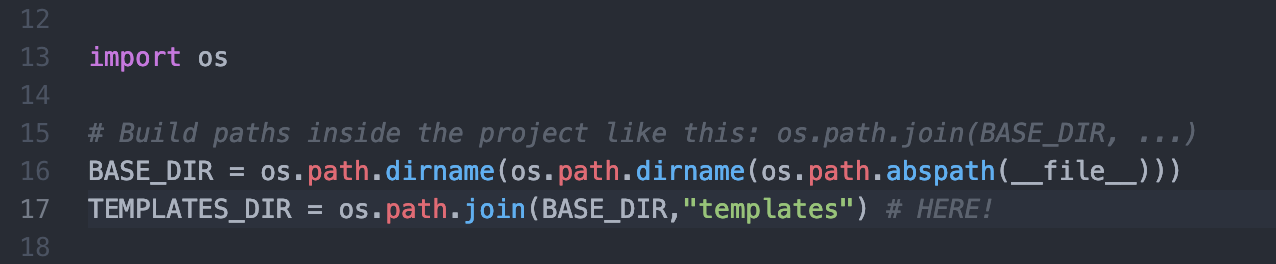 12
13 import os
14
15 # Build paths inside the project like this: os.path.join(BASE_DIR, ...)
16 BASE_DIR = os.path.dirname(os.path.dirname(os.path.abspath(__file__)))
17 TEMPLATES_DIR = os.path.join(BASE_DIR,"templates") # HERE!
18